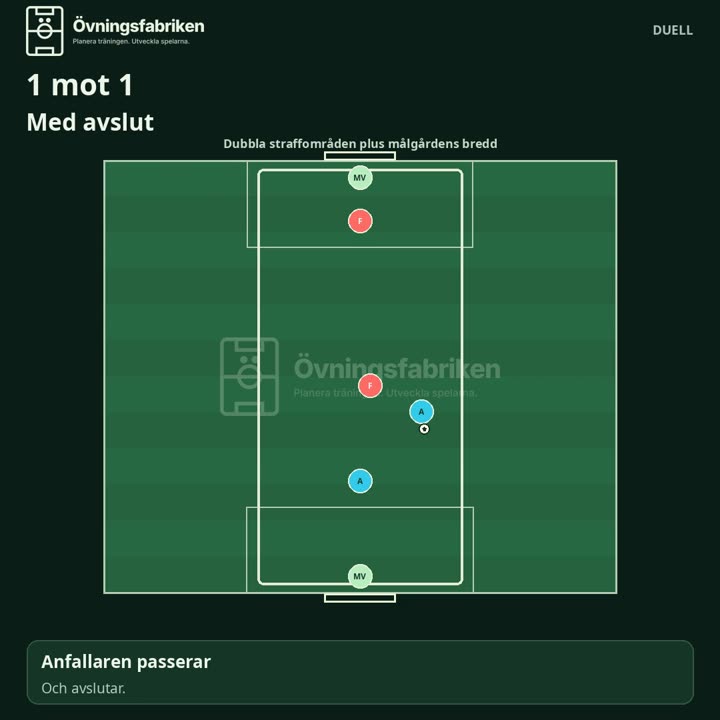 Övningsfabriken
Planera träningen. Utveckla spelarna.
DUELL
1 mot 1
Med avslut
Dubbla straffområden plus målgårdens bredd
MV
F
Övningsfabriken
Planera träningen. Utveckla spelarna.
F
A
A
MV
Anfallaren passerar
Och avslutar.